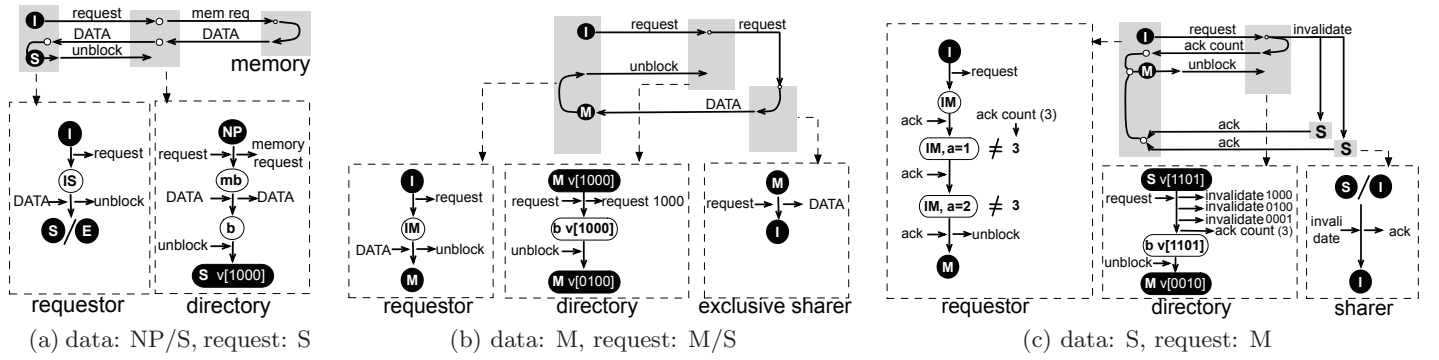 I request mem req
DATA DATA
S unblock
memory
I
request
IS
DATA unblock
S / E
requestor
NP
request memory request
mb
DATA DATA
b
unblock
S v[1000]
directory
(a) data: NP/S, request: S
I request request
unblock
M DATA
I
request
IM
DATA unblock
M
requestor
M v[1000]
request request 1000
b v[1000]
unblock
M v[0100]
directory
M
request DATA
I
exclusive sharer
(b) data: M, request: M/S
I request invalidate
ack count
M unblock
ack S
ack S
I
request
IM
ack ack count (3)
IM, a=1 ≠ 3
ack
IM, a=2 ≠ 3
ack unblock
M
requestor
S v[1101]
request invalidate 1000
invalidate 0100
invalidate 0001
ack count (3)
b v[1101]
unblock
M v[0010]
directory
S / I
invali
date ack
I
sharer
(c) data: S, request: M